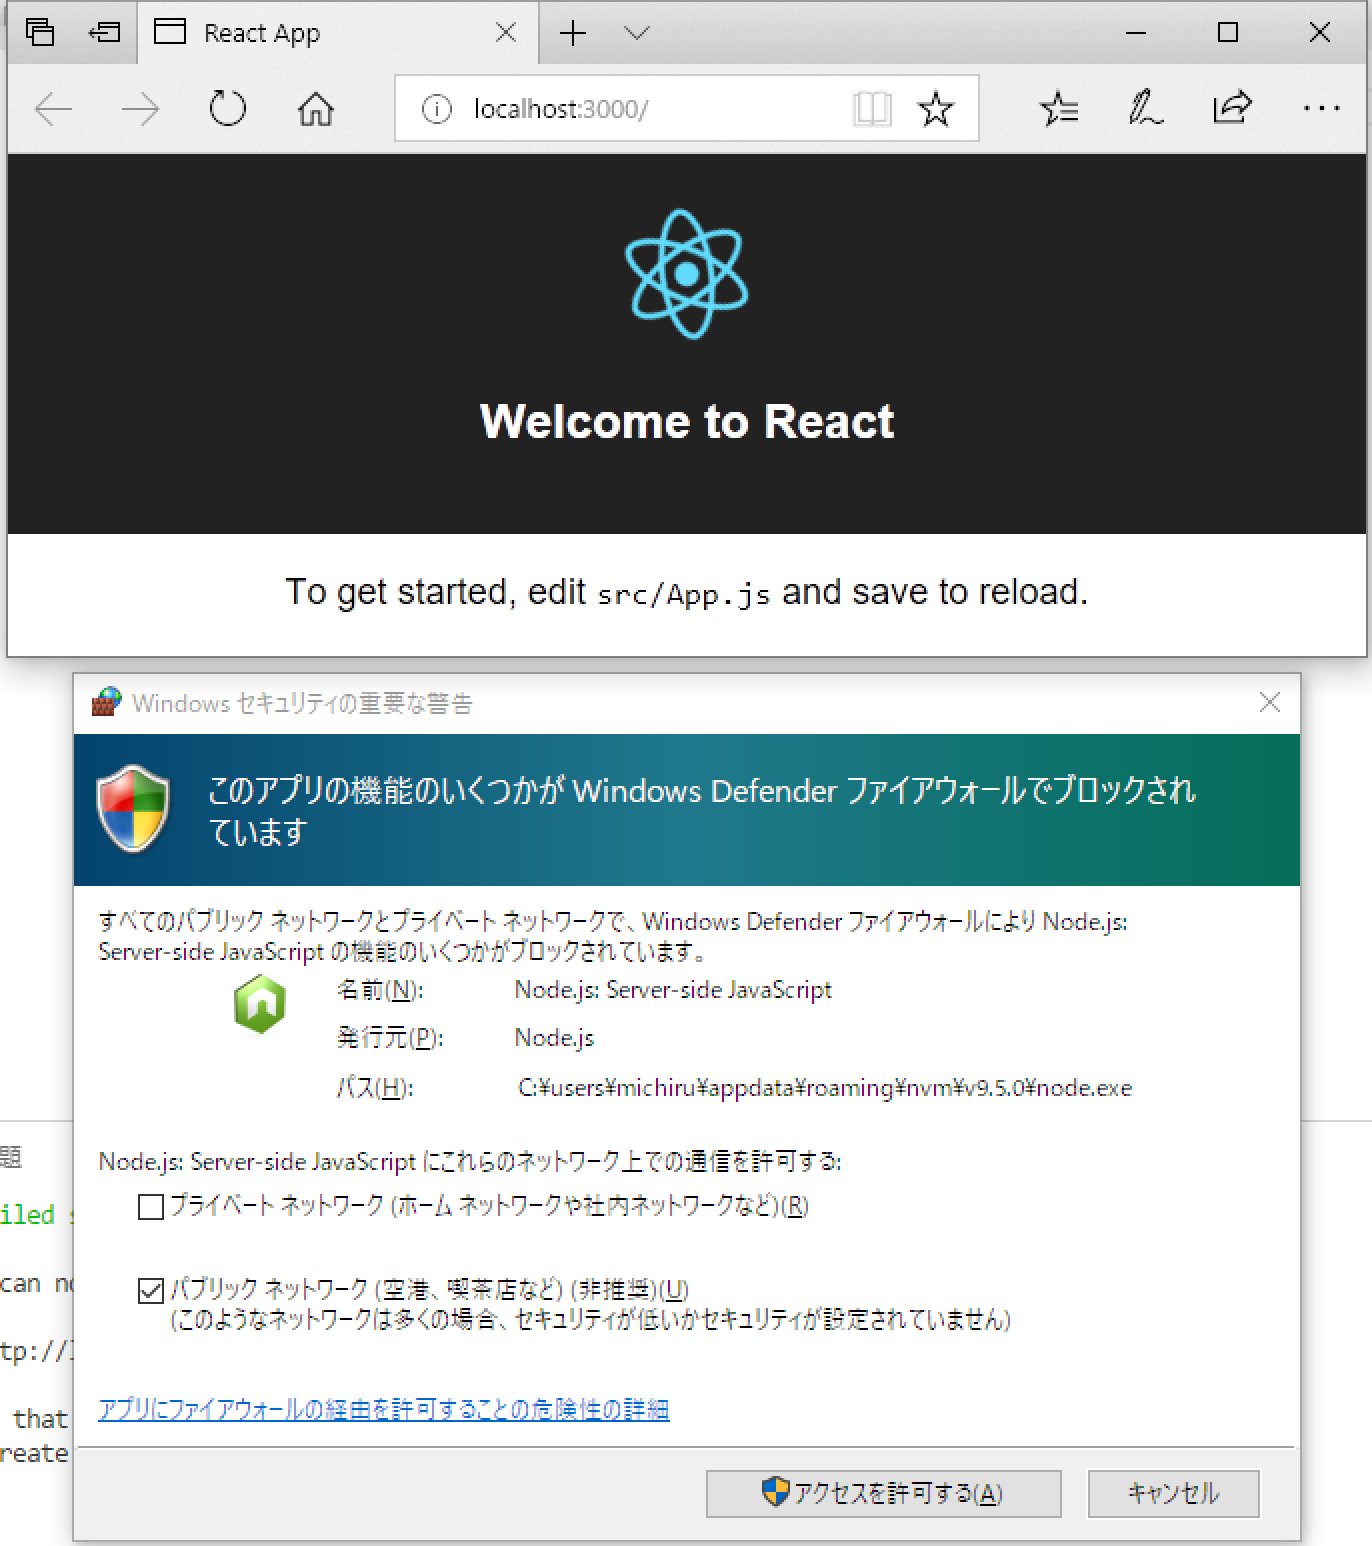 React App
localhost:3000/
Welcome to React
To get started, edit src/App.js and save to reload.
Windows セキュリティの重要な警告
このアプリの機能のいくつかが Windows Defender ファイアウォールでブロックされ
ています
すべてのパブリック ネットワークとプライベート ネットワークで、Windows Defender ファイアウォールにより Node.js:
Server-side JavaScript の機能のいくつかがブロックされています。
名前(N): Node.js: Server-side JavaScript
発行元(P): Node.js
パス(H): C:¥users¥michiru¥appdata¥roaming¥nvm¥v9.5.0¥node.exe
題
Node.js: Server-side JavaScript にこれらのネットワーク上での通信を許可する:
プライベート ネットワーク (ホーム ネットワークや社内ネットワークなど)(R)
iled
can
パブリック ネットワーク (空港、喫茶店など) (非推奨)(U)
(このようなネットワークは多くの場合、セキュリティが低いかセキュリティが設定されていません)
tp://
アプリにファイアウォールの経由を許可することの危険性の詳細
that
reate
アクセスを許可する(A)
キャンセル